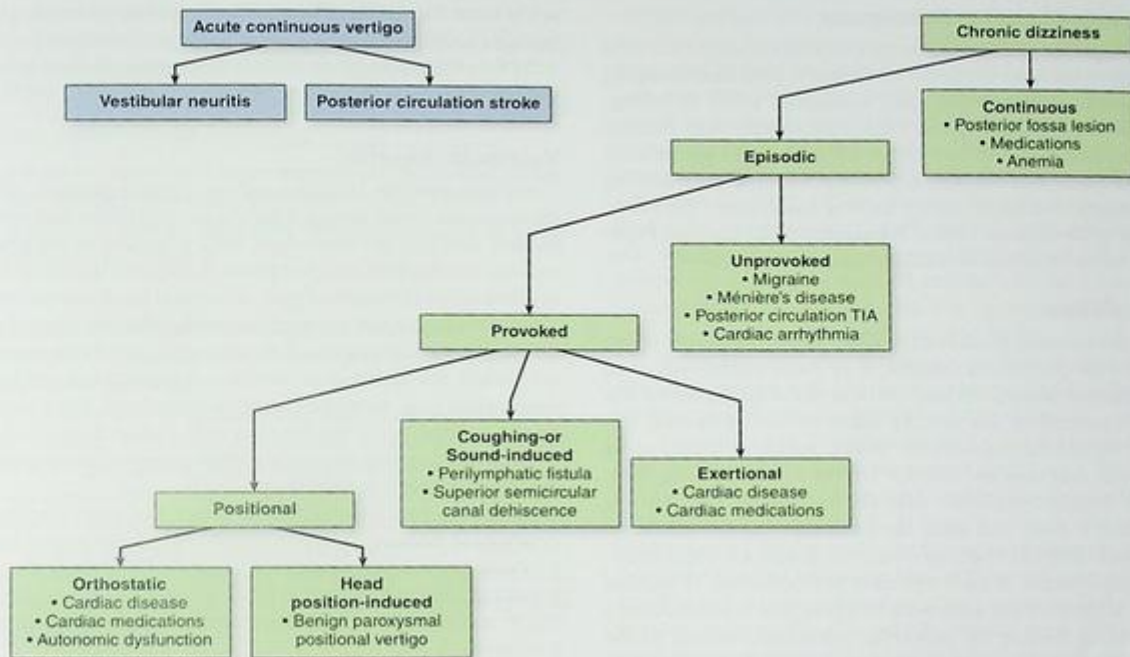 Acute continuous vertigo
Vestibular neuritis
Posterior circulation stroke
Chronic dizziness
Continuous
• Posterior fossa lesion
• Medications
• Anemia
Episodic
Unprovoked
• Migraine
• Ménière's disease
• Posterior circulation TIA
• Cardiac arrhythmia
Provoked
Coughing-or
Sound-induced
• Perilymphatic fistula
• Superior semicircular
canal dehiscence
Exertional
• Cardiac disease
• Cardiac medications
Positional
Orthostatic
• Cardiac disease
• Cardiac medications
• Autonomic dysfunction
Head
position-induced
• Benign paroxysmal
positional vertigo